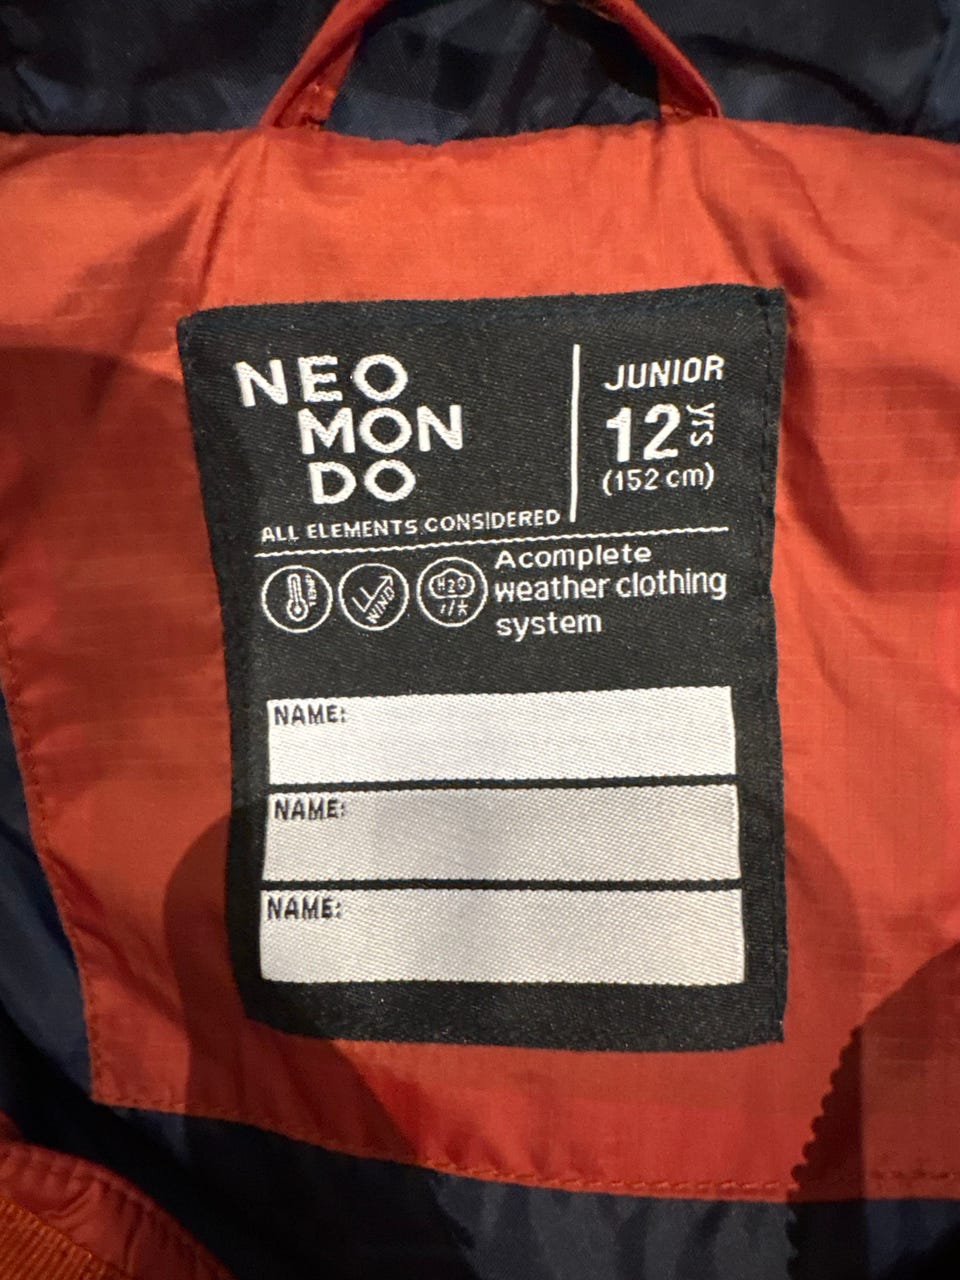 NEO
MON
DO
ALL ELEMENTS CONSIDERED
JUNIOR
12 yrs
(152 cm)
TEMP
WIND
H2O
A complete
weather clothing
system
NAME:
NAME:
NAME: